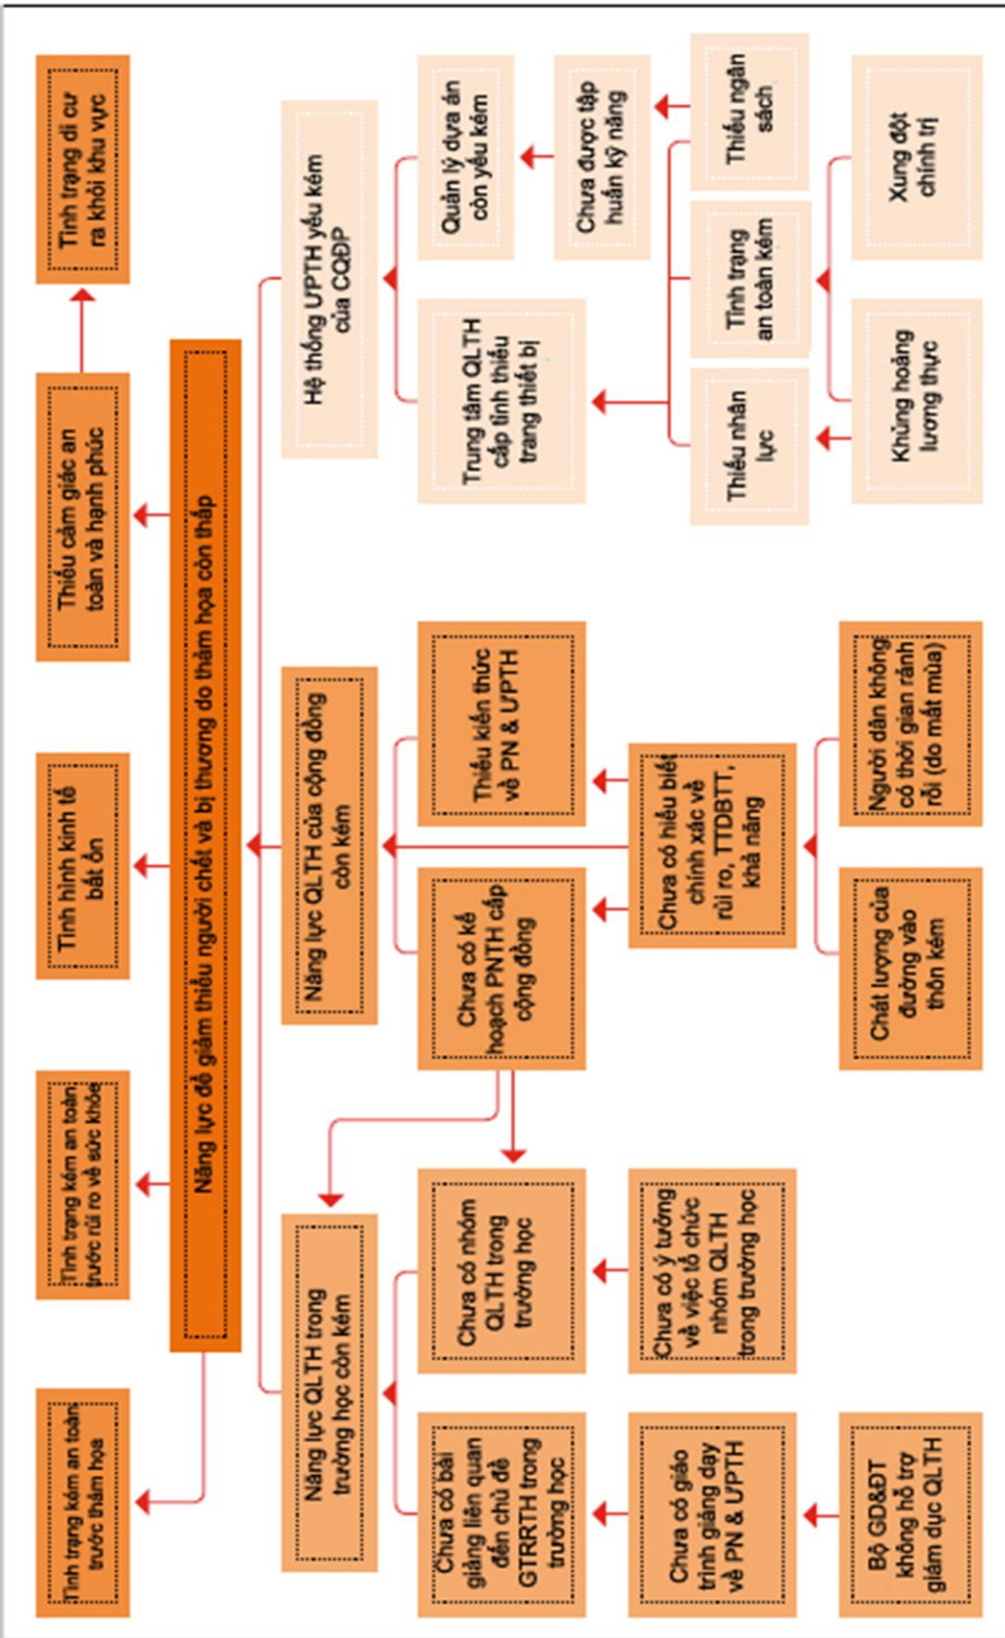 Tình trạng kém an toàn
trước thảm họa
Tình trạng kém an toàn
trước rủi ro về sức khỏe
Tình hình kinh tế
bất ổn
Thiếu cảm giác an
toàn và hạnh phúc
Tình trạng di cư
ra khỏi khu vực
Năng lực để giảm thiểu người chết và bị thương do thảm họa còn thấp
Năng lực QLTH trong
trường học còn kém
Năng lực QLTH của cộng đồng
còn kém
Hệ thống ƯPTH yếu kém
của CQĐP
Chưa có bài
giảng liên quan
đến chủ đề
GTRRTH trong
trường học
Chưa có nhóm
QLTH trong
trường học
Chưa có kế
hoạch PNTH cấp
cộng đồng
Thiếu kiến thức
về PN & ƯPTH
Trung tâm QLTH
cấp tỉnh thiếu
trang thiết bị
Quản lý dựa án
còn yếu kém
Chưa được tập
huấn kỹ năng
Chưa có giáo
trình giảng dạy
về PN & ƯPTH
Chưa có ý tưởng
về việc tổ chức
nhóm QLTH
trong trường học
Chưa có hiểu biết
chính xác về
rủi ro, TTDBTT,
khả năng
Thiếu nhân
lực
Tình trạng
an toàn kém
Thiếu ngân
sách
Bộ GD&ĐT
không hỗ trợ
giám dục QLTH
Chất lượng của
đường vào
thôn kém
Người dân không
có thời gian rảnh
rỗi (do mất mùa)
Khủng hoảng
lương thực
Xung đột
chính trị